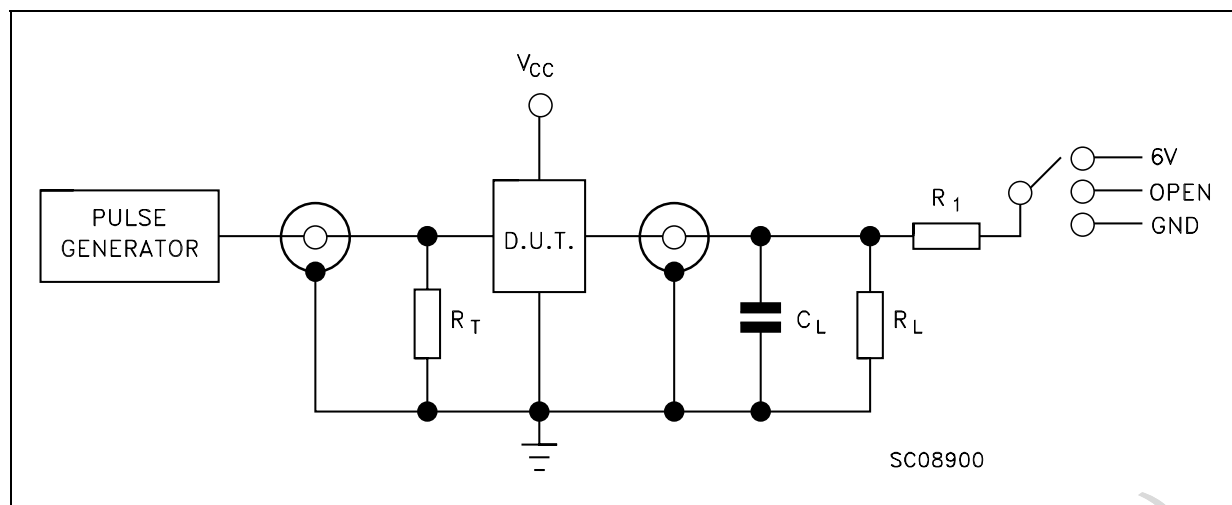 VCC
6V
OPEN
GND
R1
PULSE
GENERATOR
D.U.T.
RT
CL
RL
SC08900